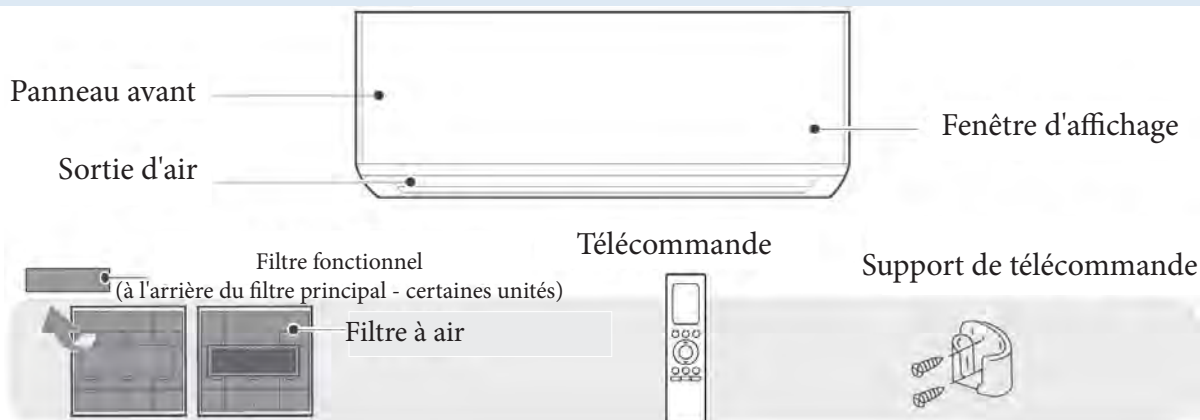 Panneau avant
Fenêtre d'affichage
Sortie d'air
Télécommande
Filtre fonctionnel
(à l'arrière du filtre principal - certaines unités)
Support de télécommande
Filtre à air